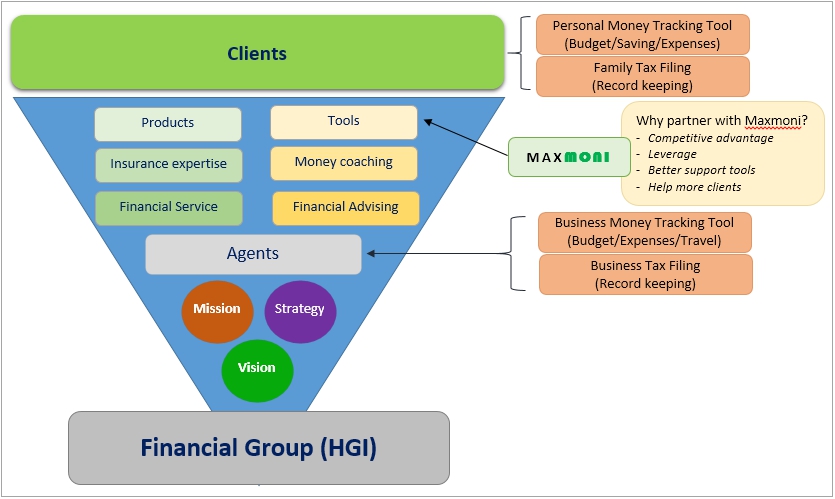 Clients
Personal Money Tracking Tool
(Budget/Saving/Expenses)
Family Tax Filing
(Record keeping)
Products
Tools
Insurance expertise
Money coaching
Financial Service
Financial Advising
MAXMONI
Why partner with Maxmoni?
- Competitive advantage
- Leverage
- Better support tools
- Help more clients
Agents
Business Money Tracking Tool
(Budget/Expenses/Travel)
Business Tax Filing
(Record keeping)
Mission
Strategy
Vision
Financial Group (HGI)